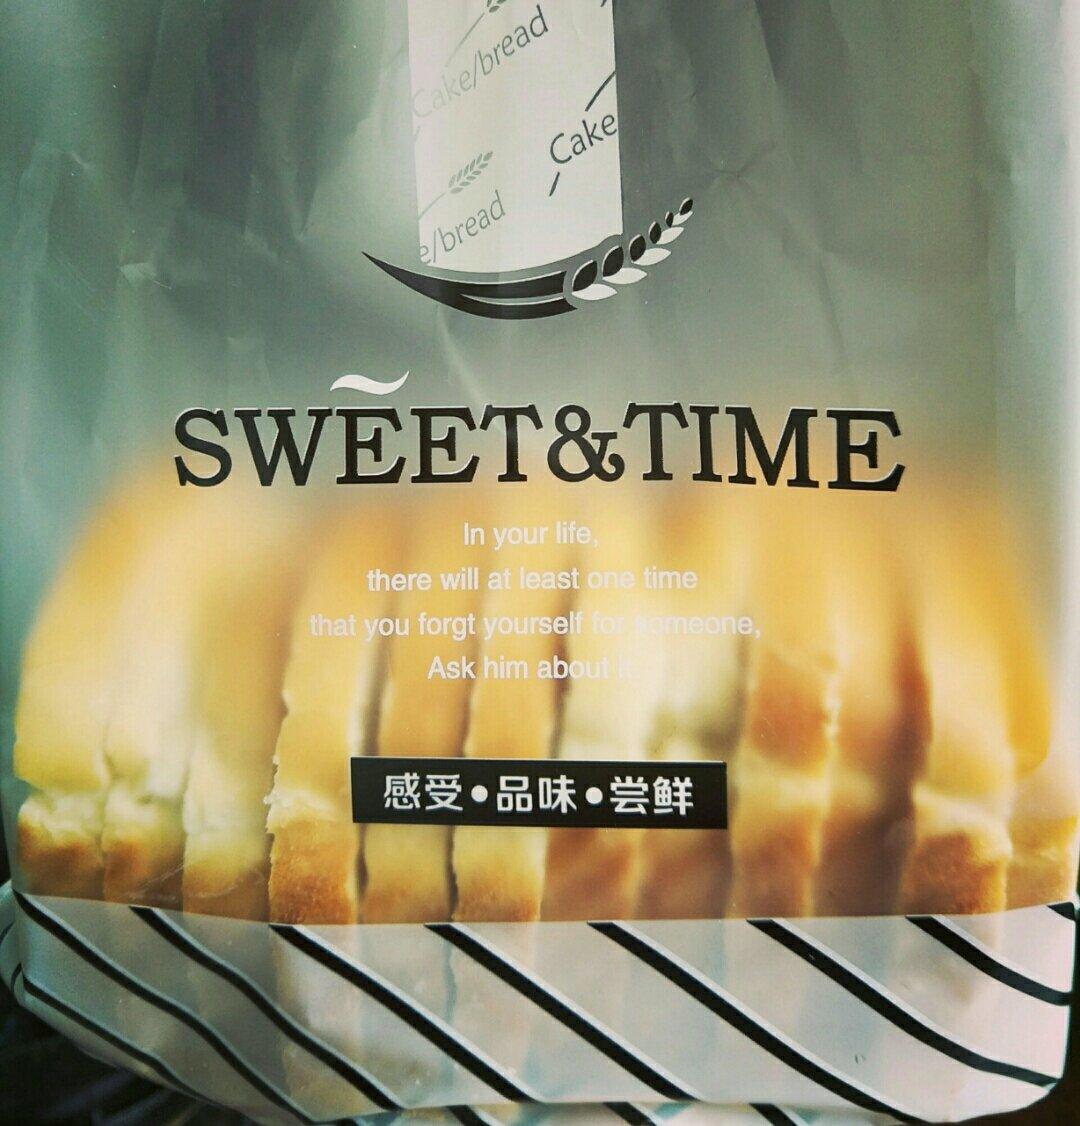 Cake/bread
Cake
e/bread
SWẼET&TIME
In your life,
there will at least one time
that you forgt yourself for someone,
Ask him about it
感受•品味•尝鲜